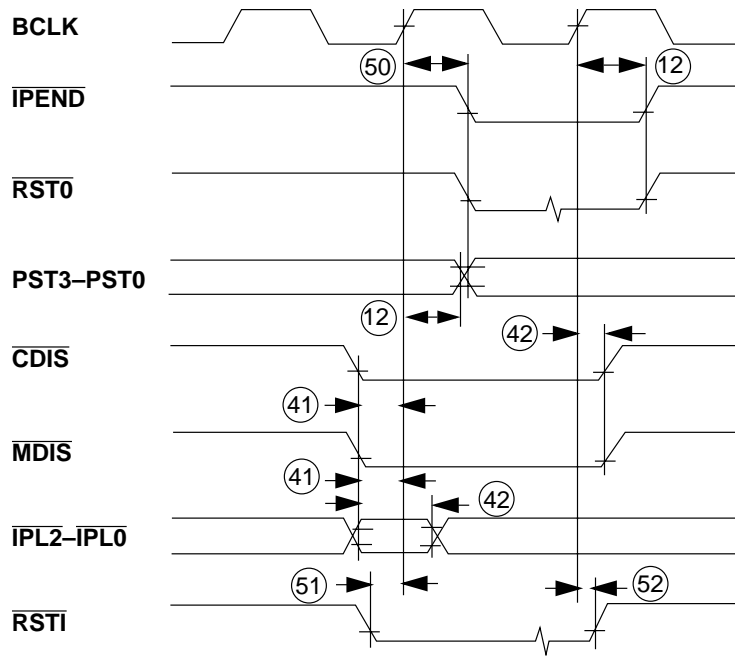 BCLK
50
12
IPEND
RST0
PST3–PST0
12
42
CDIS
41
MDIS
41
42
IPL2–IPL0
51
52
RSTI